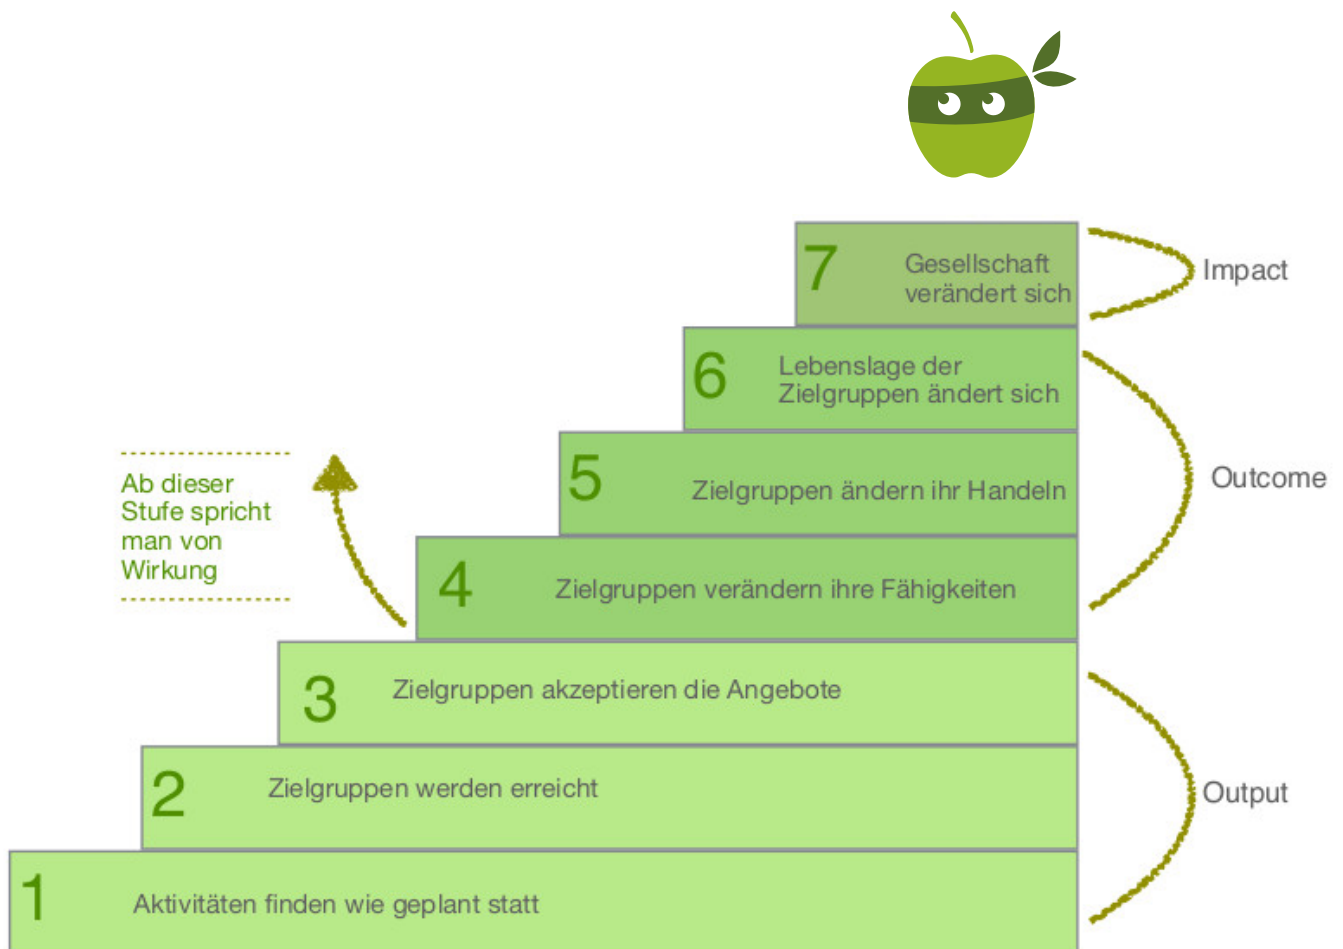 7
Gesellschaft
verändert sich
Impact
6
Lebenslage der
Zielgruppen ändert sich
5
Zielgruppen ändern ihr Handeln
Outcome
Ab dieser
Stufe spricht
man von
Wirkung
4
Zielgruppen verändern ihre Fähigkeiten
3
Zielgruppen akzeptieren die Angebote
2
Zielgruppen werden erreicht
Output
1
Aktivitäten finden wie geplant statt